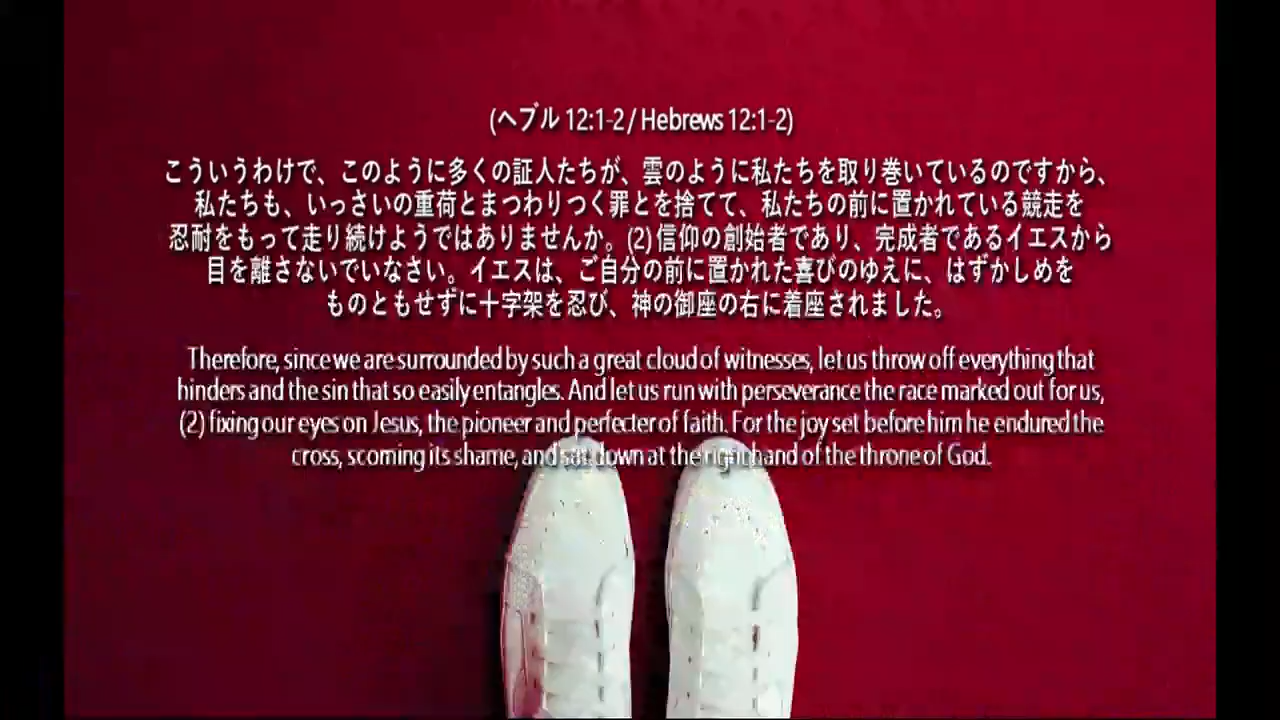 (ヘブル 12:1-2 / Hebrews 12:1-2)
こういうわけで、このように多くの証人たちが、雲のように私たちを取り巻いているのですから、
私たちも、いっさいの重荷とまつわりつく罪とを捨てて、私たちの前に置かれている競走を
忍耐をもって走り続けようではありませんか。(2) 信仰の創始者であり、完成者であるイエスから
目を離さないでいなさい。イエスは、ご自分の前に置かれた喜びのゆえに、はずかしめを
ものともせずに十字架を忍び、神の御座の右に着座されました。
Therefore, since we are surrounded by such a great cloud of witnesses, let us throw off everything that
hinders and the sin that so easily entangles. And let us run with perseverance the race marked out for us,
(2) fixing our eyes on Jesus, the pioneer and perfecter of faith. For the joy set before him he endured the
cross, scorning its shame, and sat down at the right hand of the throne of God.